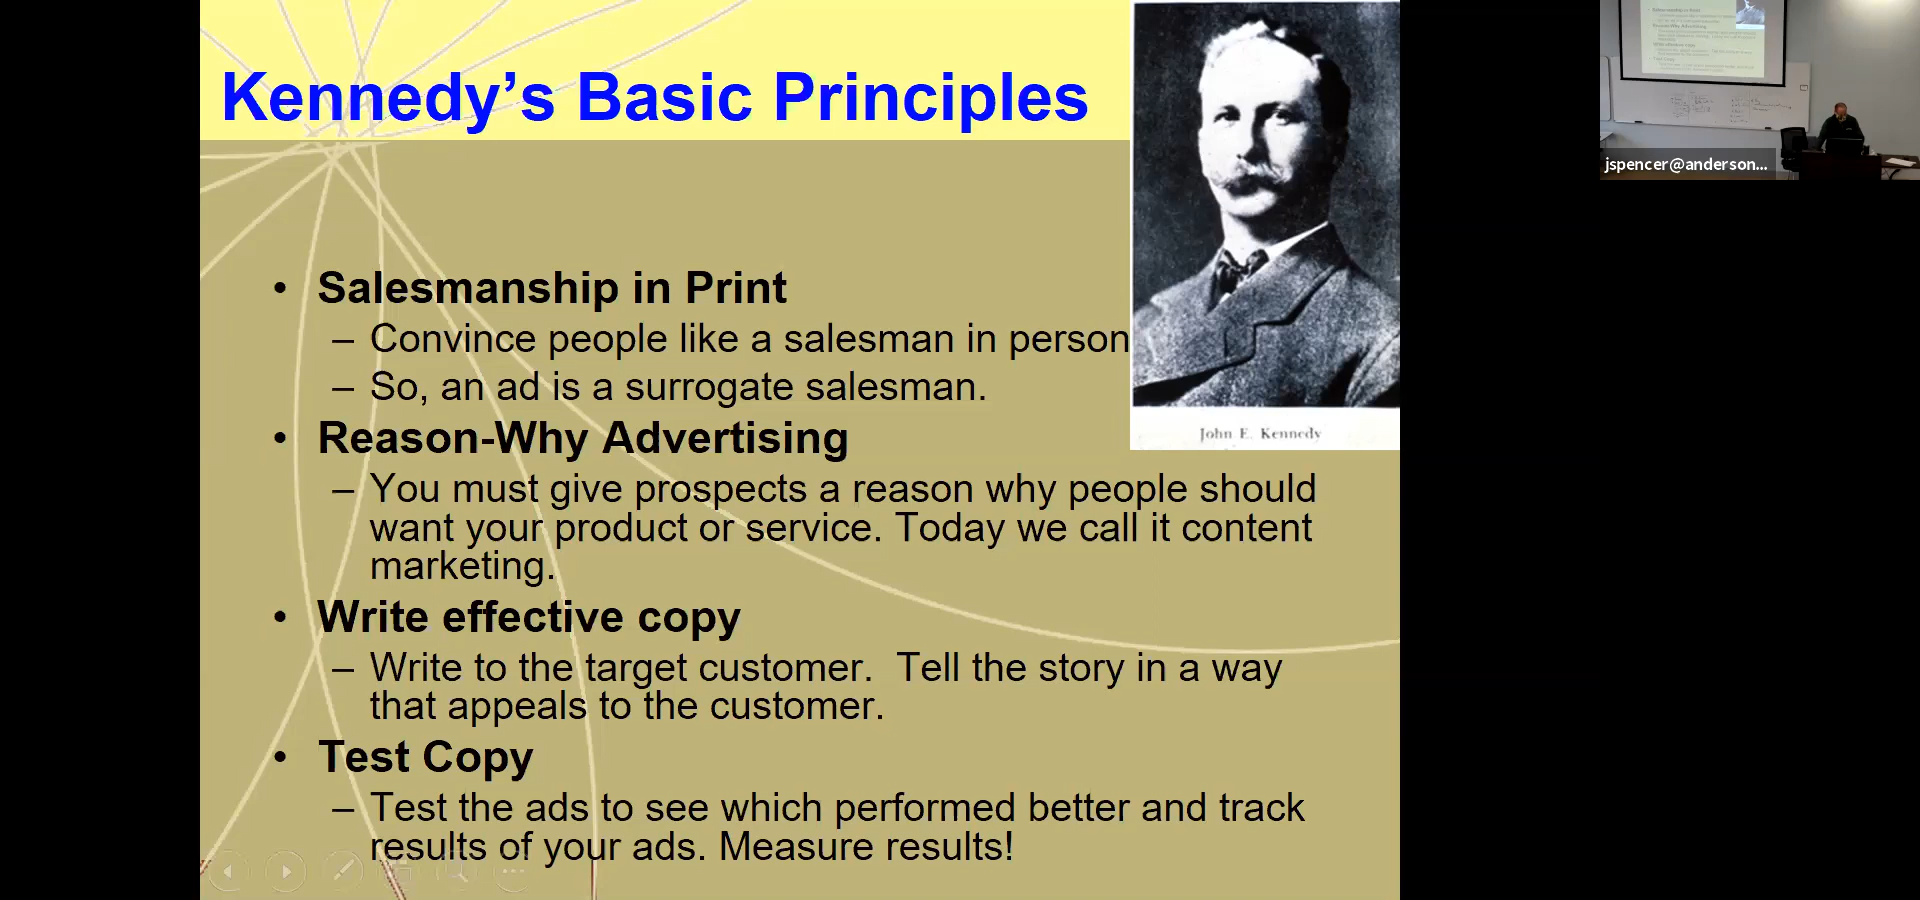 Kennedy’s Basic Principles
• Salesmanship in Print
– Convince people like a salesman in person
– So, an ad is a surrogate salesman.
John E. Kennedy
• Reason-Why Advertising
– You must give prospects a reason why people should
want your product or service. Today we call it content
marketing.
• Write effective copy
– Write to the target customer.  Tell the story in a way
that appeals to the customer.
• Test Copy
– Test the ads to see which performed better and track
results of your ads. Measure results!
jspencer@anderson...